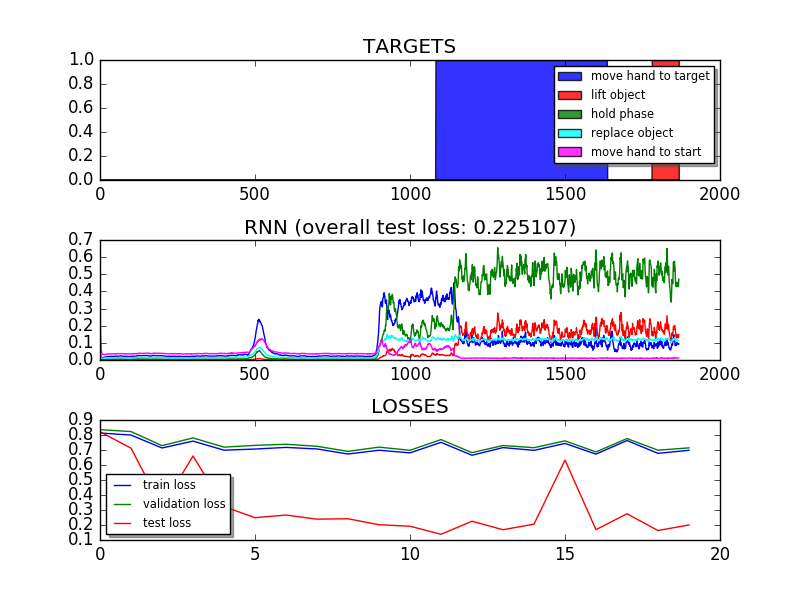 TARGETS
1.0
0.8
0.6
0.4
0.2
0.0
move hand to target
lift object
hold phase
replace object
move hand to start
0 500 1000 1500 2000
RNN (overall test loss: 0.225107)
0.7
0.6
0.5
0.4
0.3
0.2
0.1
0.0
0 500 1000 1500 2000
LOSSES
0.9
0.8
0.7
0.6
0.5
0.4
0.3
0.2
0.1
train loss
validation loss
test loss
0 5 10 15 20